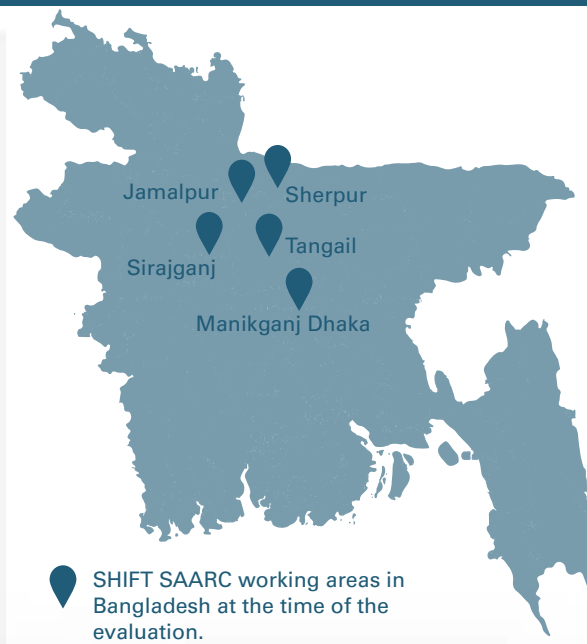 Jamalpur
Sherpur
Sirajganj
Tangail
Manikganj Dhaka
SHIFT SAARC working areas in
Bangladesh at the time of the
evaluation.